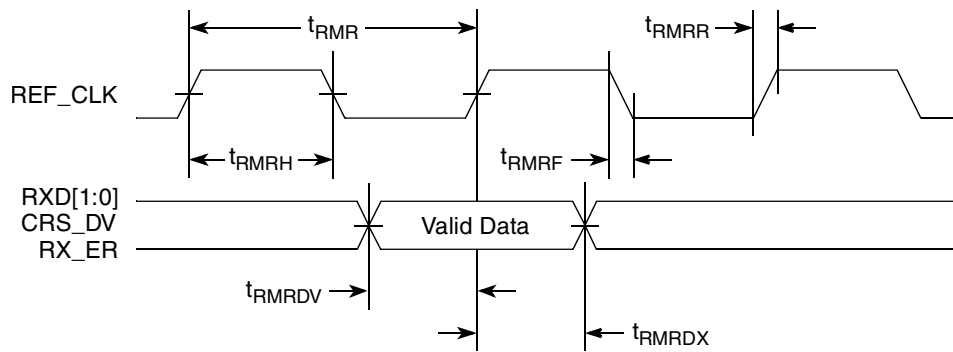 tRMR
tRMRR
REF_CLK
tRMRH
tRMRF
RXD[1:0]
CRS_DV
Valid Data
RX_ER
tRMRDV
tRMRDX